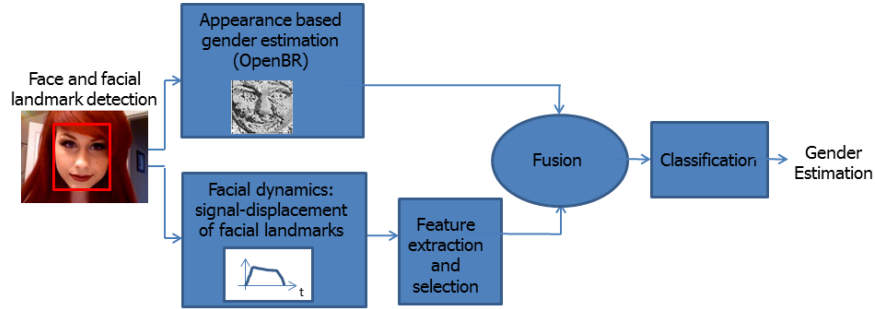 Face and facial
landmark detection
Appearance based
gender estimation
(OpenBR)
Facial dynamics:
signal-displacement
of facial landmarks
t
Feature
extraction
and
selection
Fusion
Classification
Gender
Estimation